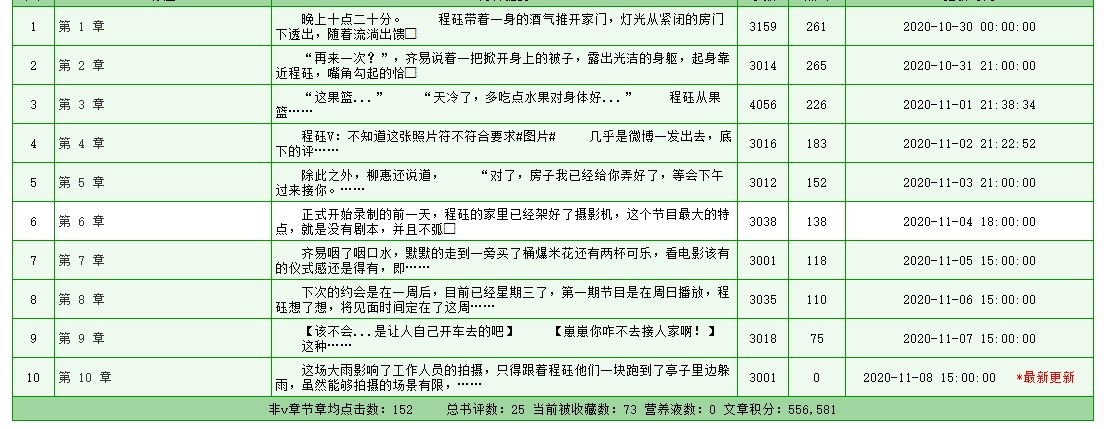 1 第 1 章 晚上十点二十分。 程砡带着一身的酒气推开家门，灯光从紧闭的房门 3159 261 2020-10-30 00:00:00
下透出，随着流淌出馈□
2 第 2 章 “再来一次？”，齐易说着一把掀开身上的被子，露出光洁的身躯，起身靠 3014 265 2020-10-31 21:00:00
近程砡，嘴角勾起的恰□
3 第 3 章 “这果篮...” “天冷了，多吃点水果对身体好...” 程砡从果 4056 226 2020-11-01 21:38:34
篮……
4 第 4 章 程砡V：不知道这张照片符不符合要求#图片# 几乎是微博一发出去，底 3016 183 2020-11-02 21:22:52
下的评……
5 第 5 章 除此之外，柳惠还说道， “对了，房子我已经给你弄好了，等会下午 3012 152 2020-11-03 21:00:00
过来接你。……
6 第 6 章 正式开始录制的前一天，程砡的家里已经架好了摄影机，这个节目最大的特 3038 138 2020-11-04 18:00:00
点，就是没有剧本，并且不弧□
7 第 7 章 齐易咽了咽口水，默默的走到一旁买了桶爆米花还有两杯可乐，看电影该有 3001 118 2020-11-05 15:00:00
的仪式感还是得有，即……
8 第 8 章 下次的约会是在一周后，目前已经星期三了，第一期节目是在周日播放，程 3035 110 2020-11-06 15:00:00
砡想了想，将见面时间定在了这周……
9 第 9 章 【该不会...是让人自己开车去的吧】 【崽崽你咋不去接人家啊！】 3018 75 2020-11-07 15:00:00
这种……
10 第 10 章 这场大雨影响了工作人员的拍摄，只得跟着程砡他们一块跑到了亭子里边躲 3001 0 2020-11-08 15:00:00 *最新更新
雨，虽然能够拍摄的场景有限，……
非v章节章均点击数：152 总书评数：25 当前被收藏数：73 营养液数：0 文章积分：556,581